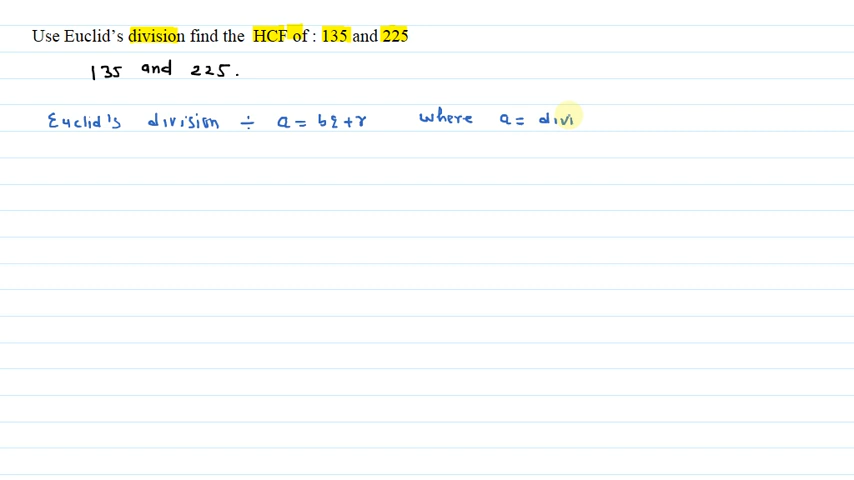 Use Euclid’s division find the HCF of : 135 and 225
135 and 225.
Euclid's division ÷ a = bq + r where a = divi